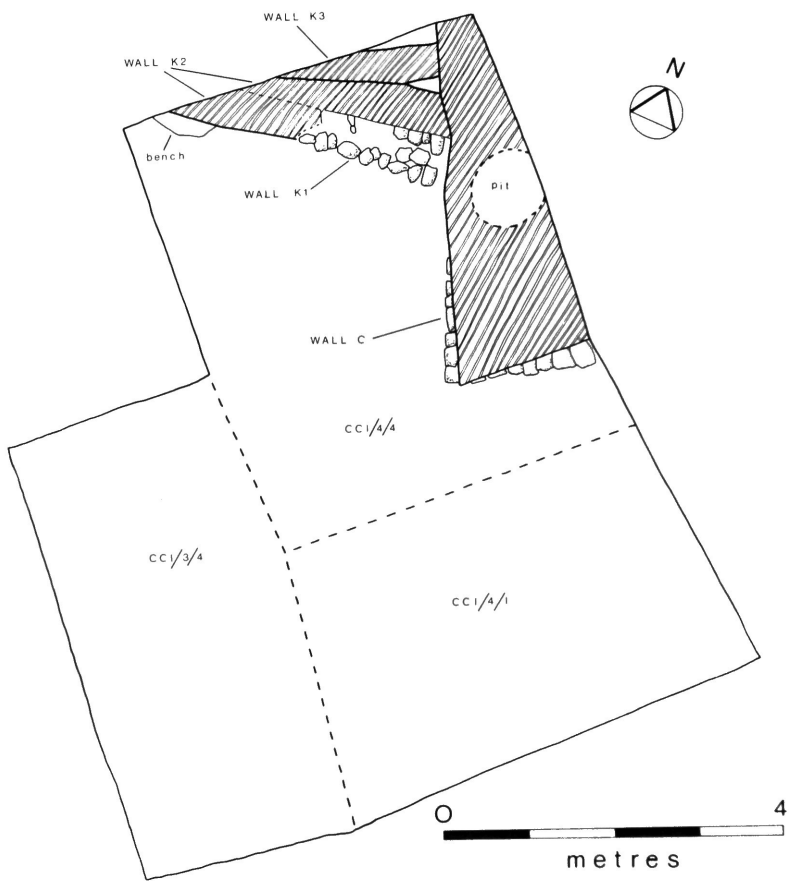 WALL K3
WALL K2
N
bench
WALL K1
Pit
WALL C
CC1/4/4
CC1/3/4
CC1/4/1
0 4
metres